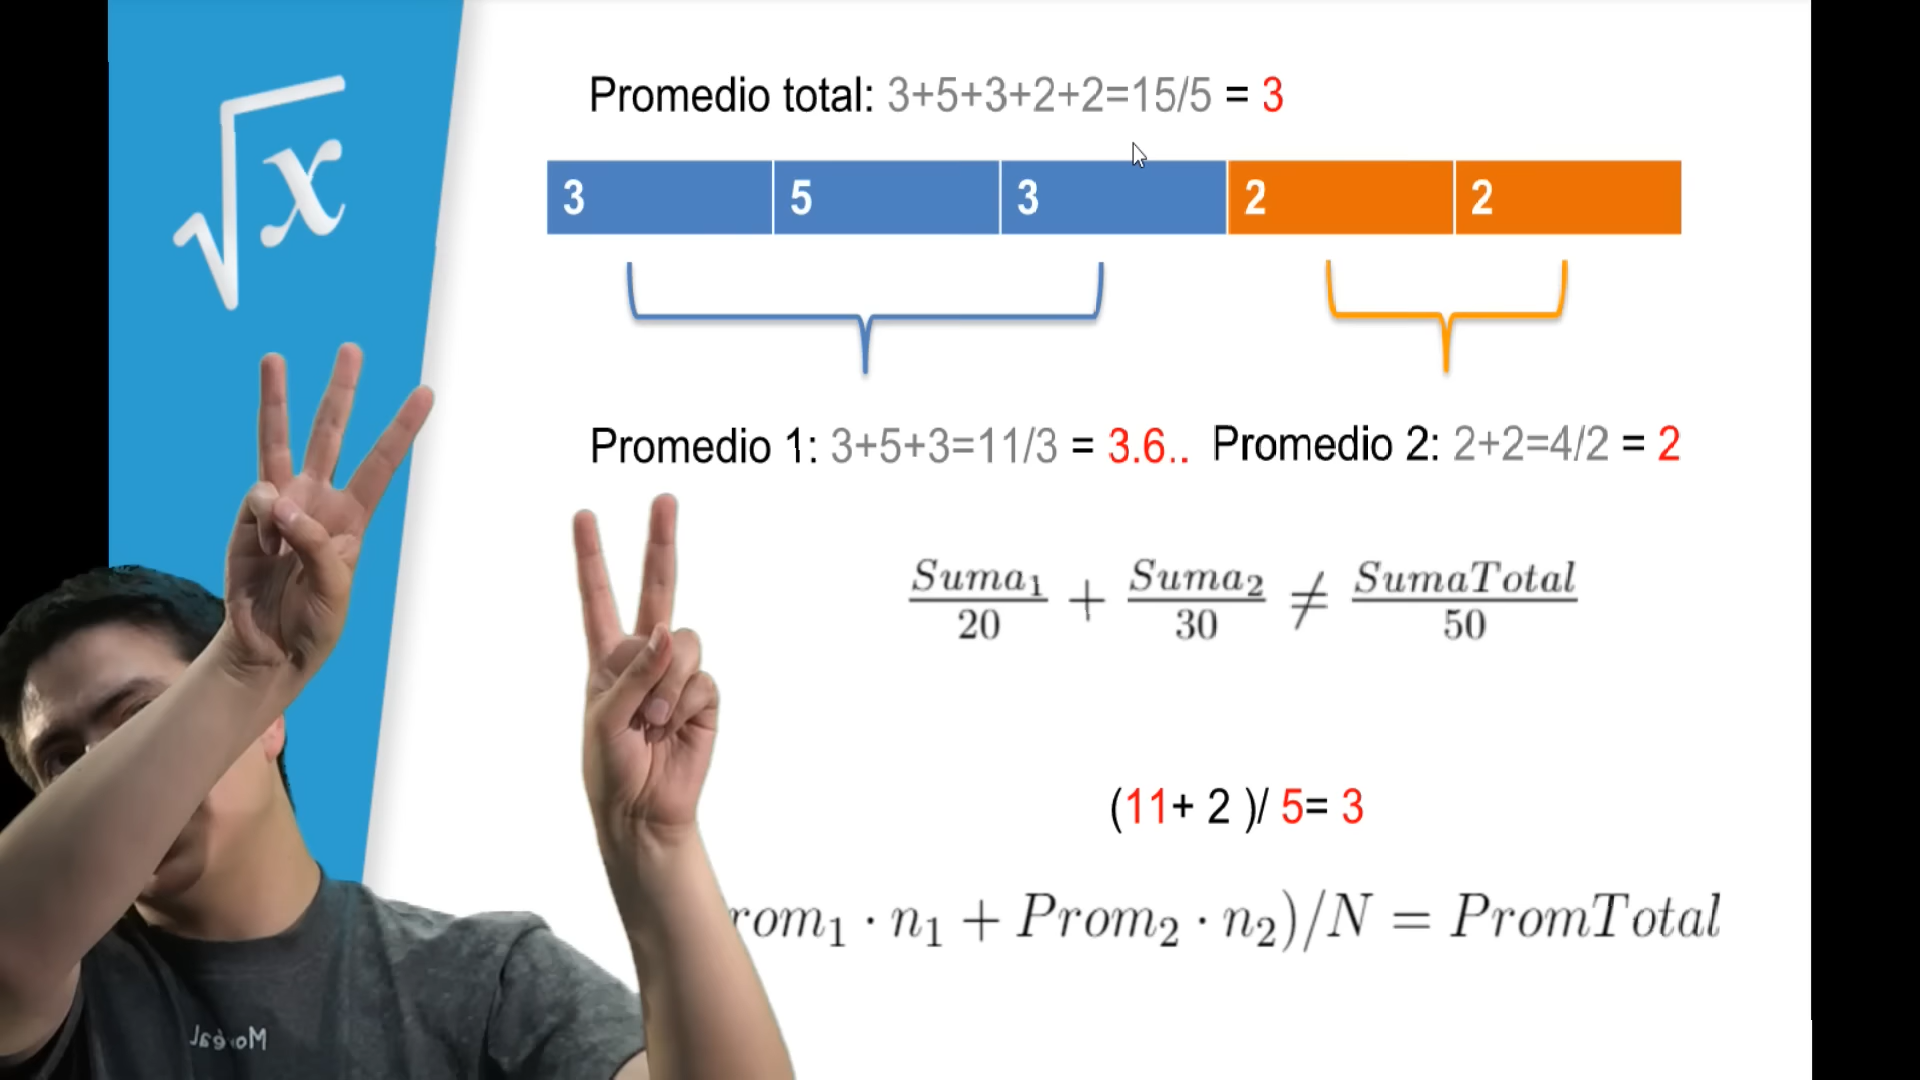 √x
Promedio total: 3+5+3+2+2=15/5 = 3
3 5 3 2 2
Promedio 1: 3+5+3=11/3 = 3.6.. Promedio 2: 2+2=4/2 = 2
Suma₁/20 + Suma₂/30 ≠ SumaTotal/50
(11+ 2 )/ 5= 3
rom₁ · n₁ + Prom₂ · n₂)/N = PromTotal